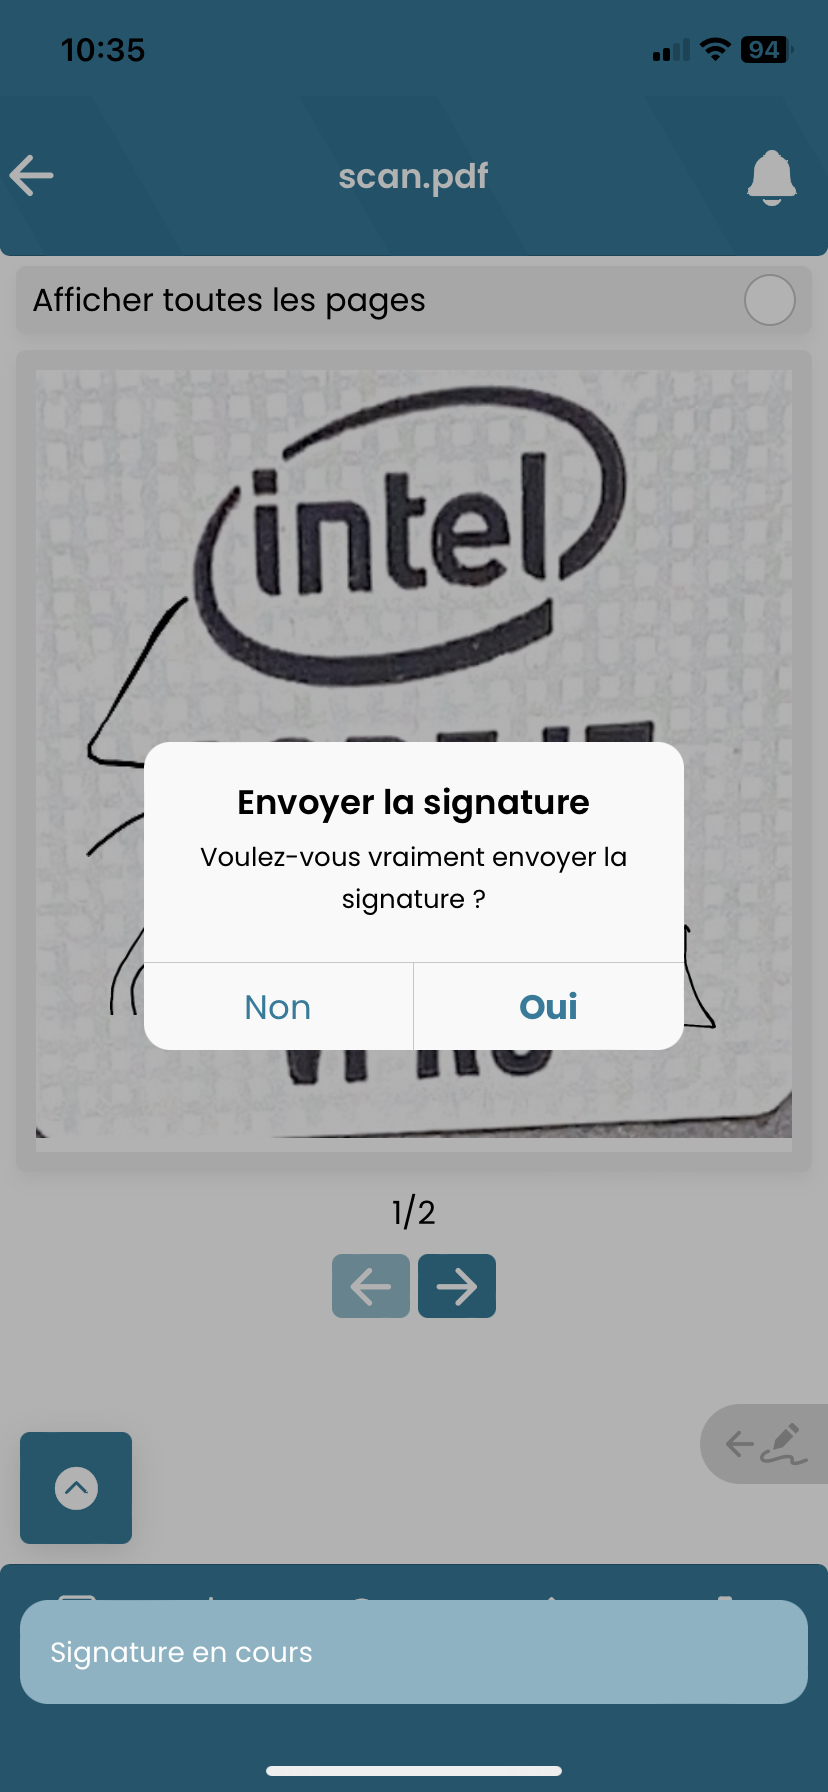 10:35
94
scan.pdf
Afficher toutes les pages
intel
Envoyer la signature
Voulez-vous vraiment envoyer la
signature ?
Non
Oui
1/2
Signature en cours